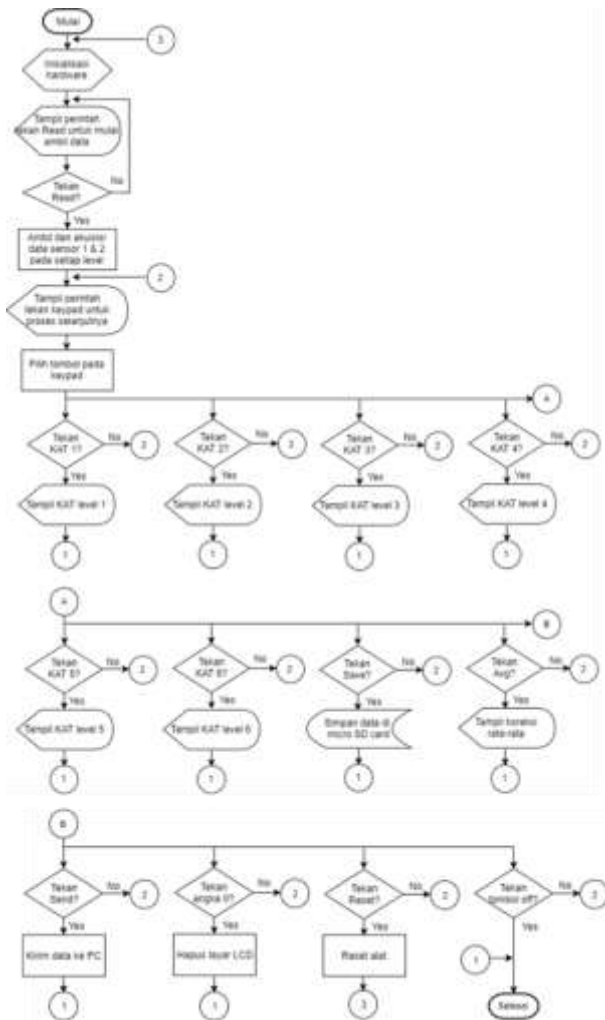 Mulai
3
Inisialisasi
hardware
Tampil perintah
tekan Read untuk mulai
ambil data
Tekan
Read?
No
Yes
Ambil dan akuisisi
data sensor 1 & 2
pada setiap level
2
Tampil perintah
tekan keypad untuk
proses selanjutnya
Pilih tombol pada
keypad
A
Tekan
KAT 1?
No
2
Yes
Tampil KAT level 1
1
Tekan
KAT 2?
No
2
Yes
Tampil KAT level 2
1
Tekan
KAT 3?
No
2
Yes
Tampil KAT level 3
1
Tekan
KAT 4?
No
2
Yes
Tampil KAT level 4
1
A
B
Tekan
KAT 5?
No
2
Yes
Tampil KAT level 5
1
Tekan
KAT 6?
No
2
Yes
Tampil KAT level 6
1
Tekan
Save?
No
2
Yes
Simpan data di
micro SD card
1
Tekan
Avg?
No
2
Yes
Tampil koreksi
rata-rata
1
B
Tekan
Send?
No
2
Yes
Kirim data ke PC
1
Tekan
angka 0?
No
2
Yes
Hapus layar LCD
1
Tekan
Reset?
No
2
Yes
Reset alat
3
Tekan
off?
No
2
Yes
1
Selesai